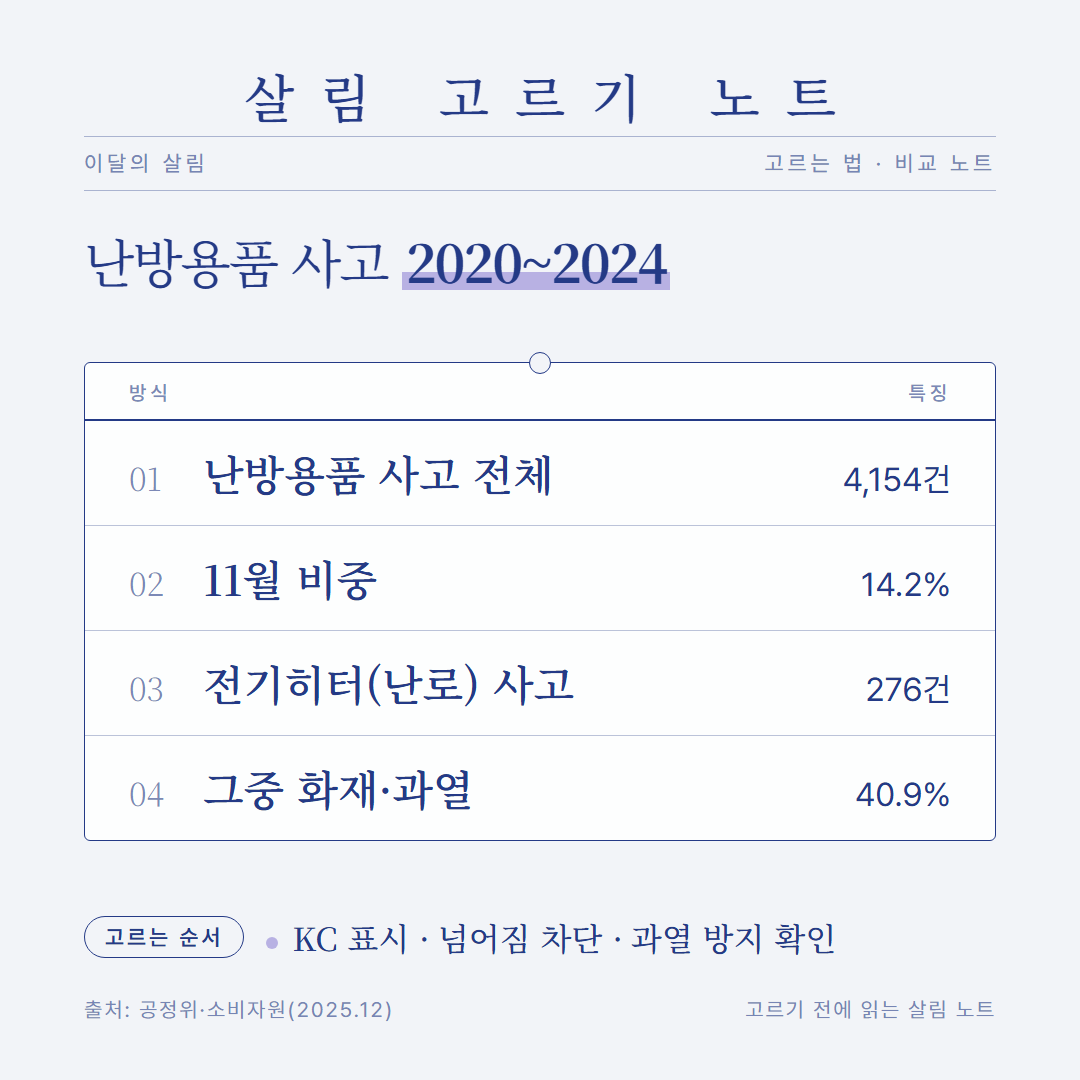 살림 고르기 노트
이달의 살림
고르는 법 · 비교 노트
난방용품 사고 2020~2024
방식
특징
01 난방용품 사고 전체 4,154건
02 11월 비중 14.2%
03 전기히터(난로) 사고 276건
04 그중 화재·과열 40.9%
고르는 순서
KC 표시 · 넘어짐 차단 · 과열 방지 확인
출처: 공정위·소비자원(2025.12)
고르기 전에 읽는 살림 노트